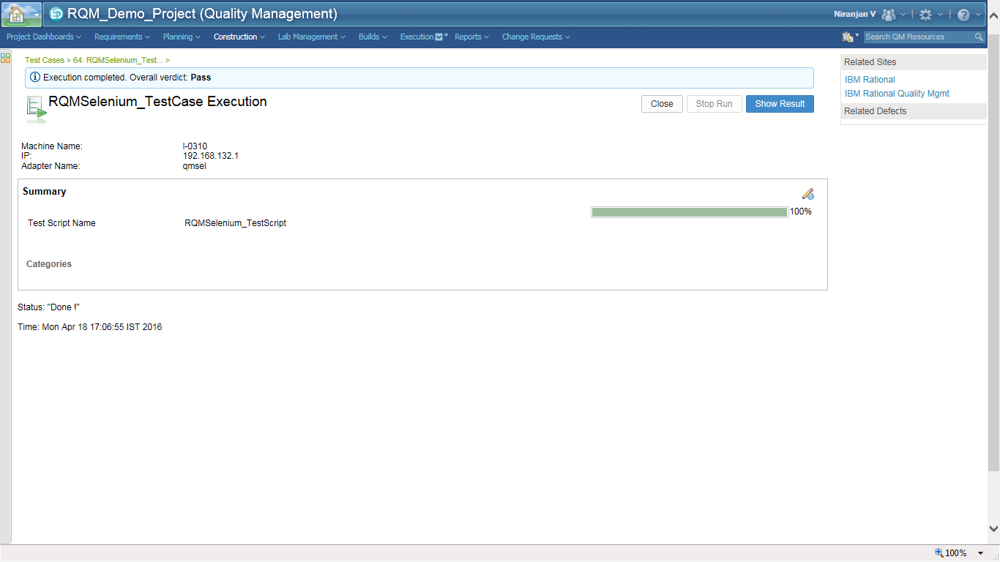 RQM_Demo_Project (Quality Management)
Niranjan V
Project Dashboards Requirements Planning Construction Lab Management Builds Execution * Reports Change Requests
Search QM Resources
Test Cases > 64: RQMSelenium_Test... >
Execution completed. Overall verdict: Pass
RQMSelenium_TestCase Execution
Close Stop Run Show Result
Machine Name: l-0310
IP: 192.168.132.1
Adapter Name: qmsel
Summary
100%
Test Script Name RQMSelenium_TestScript
Categories
Status: "Done !"
Time: Mon Apr 18 17:06:55 IST 2016
Related Sites
IBM Rational
IBM Rational Quality Mgmt
Related Defects
100%